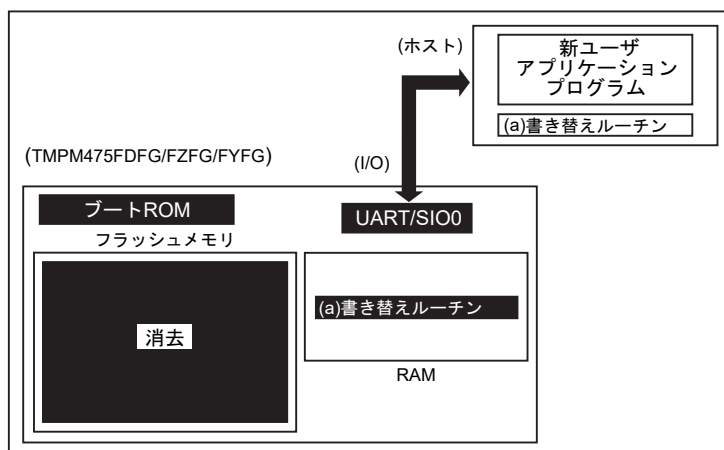 (ホスト)
新ユーザ
アプリケーション
プログラム
(a)書き替えルーチン
(TMPM475FDFG/FZFG/FYFG)
(I/O)
ブートROM
UART/SIO0
フラッシュメモリ
消去
(a)書き替えルーチン
RAM